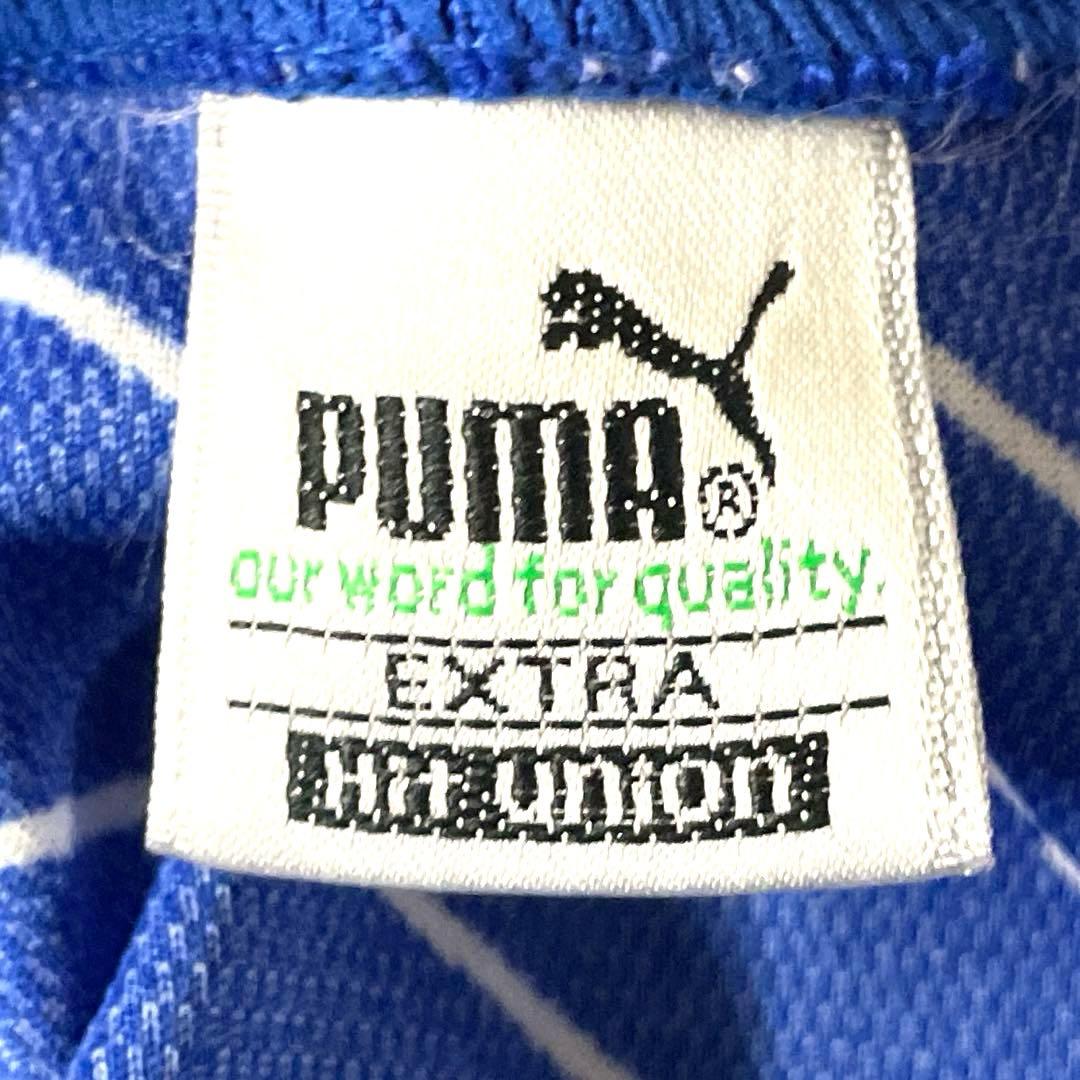 PUMA®
our word for quality.
EXTRA
Hit union